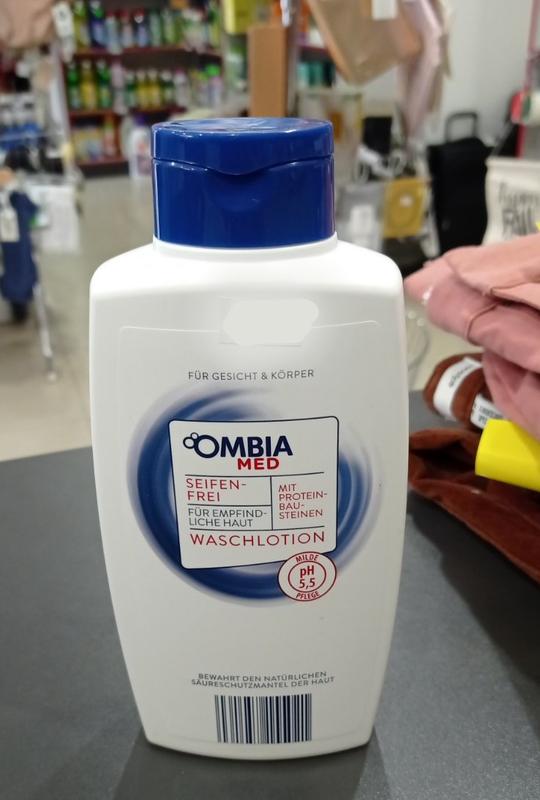 FÜR GESICHT & KÖRPER
OMBIA
MED
SEIFEN-
FREI
FÜR EMPFIND-
LICHE HAUT
MIT
PROTEIN-
BAU-
STEINEN
WASCHLOTION
MILDE
pH
5,5
PFLEGE
BEWAHRT DEN NATÜRLICHEN
SÄURESCHUTZMANTEL DER HAUT